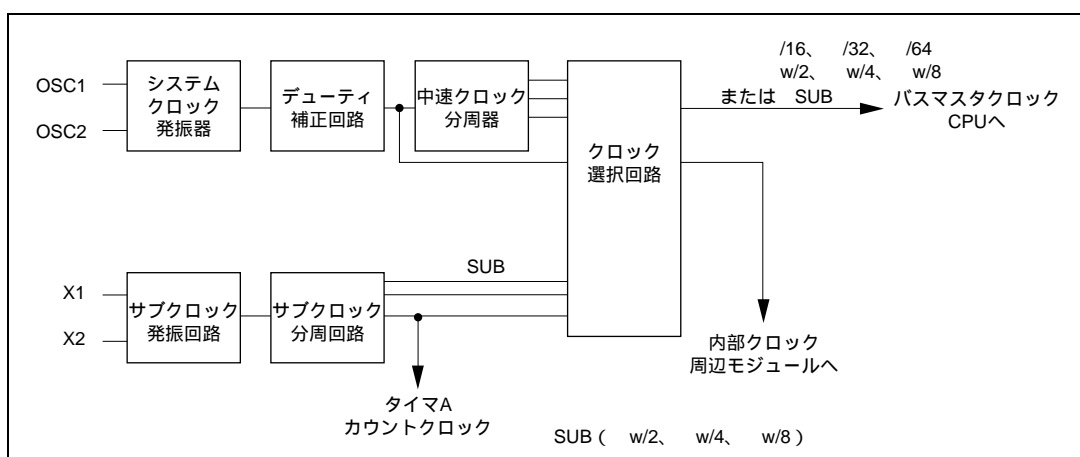 OSC1
OSC2
システム
クロック
発振器
デューティ
補正回路
中速クロック
分周器
クロック
選択回路
/16、 /32、 /64
w/2、 w/4、 w/8
または SUB
バスマスタクロック
CPUへ
X1
X2
サブクロック
発振回路
サブクロック
分周回路
SUB
タイマA
カウントクロック
内部クロック
周辺モジュールへ
SUB( w/2、 w/4、 w/8)